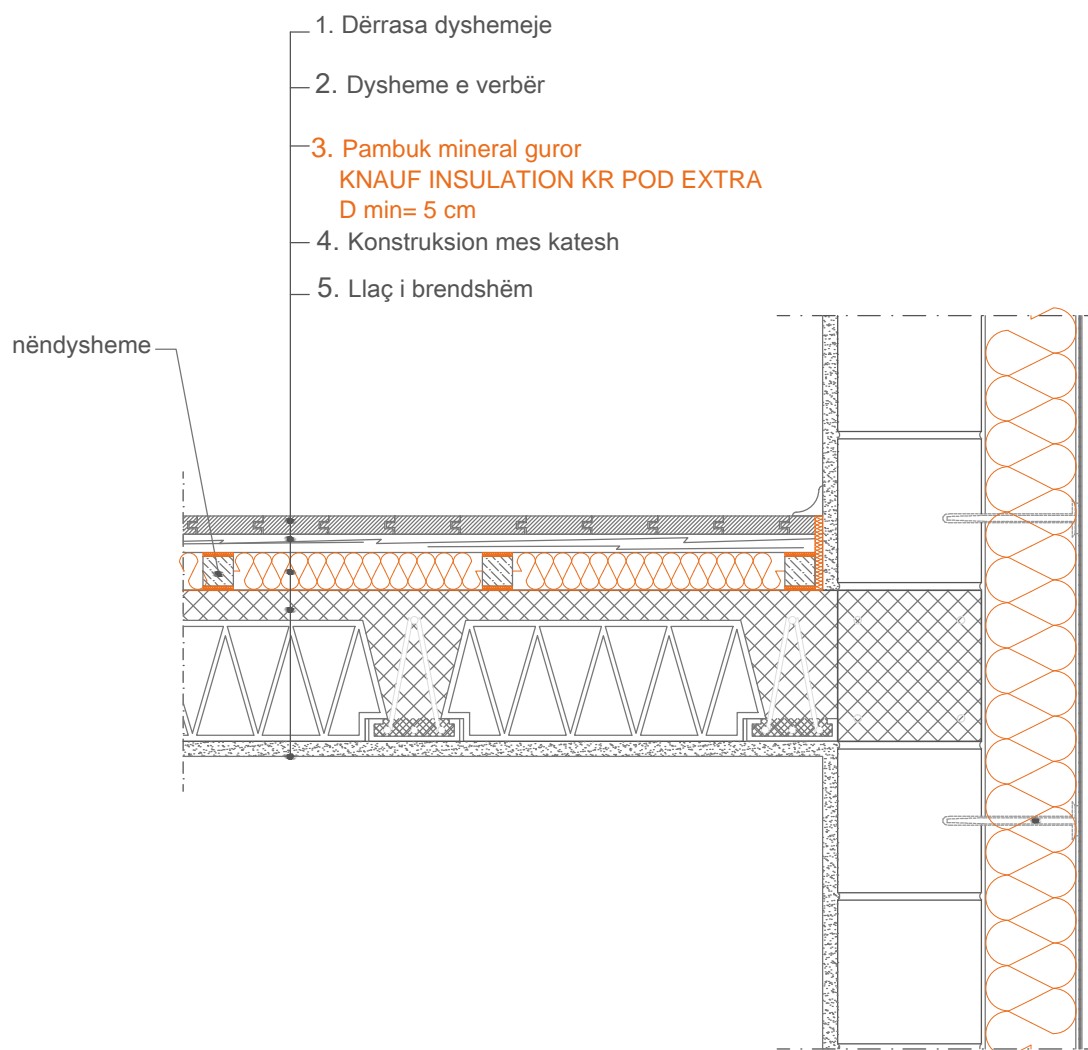 1. Dërrasa dyshemeje
2. Dysheme e verbër
3. Pambuk mineral guror
KNAUF INSULATION KR POD EXTRA
D min= 5 cm
4. Konstruksion mes katesh
5. Llaç i brendshëm
nëndysheme